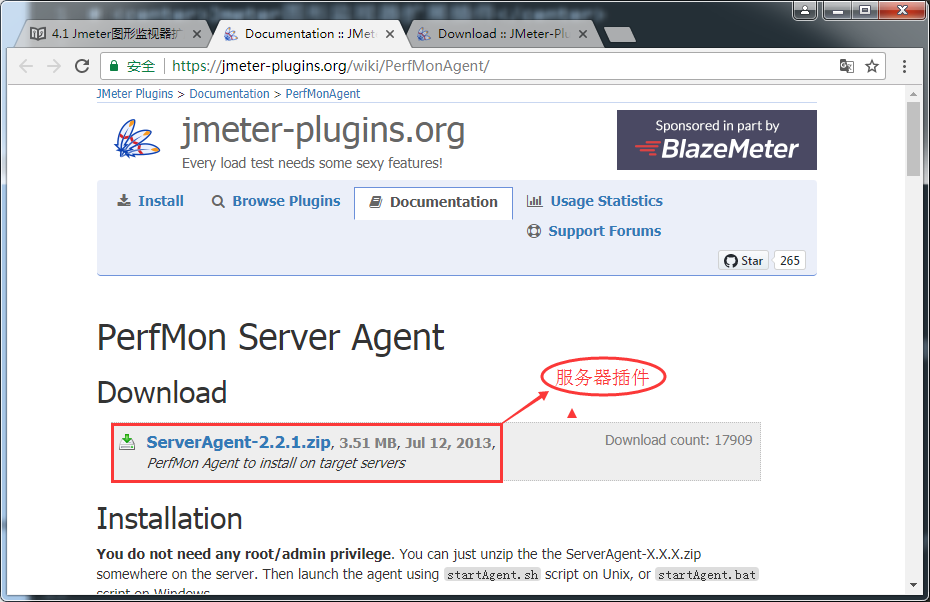 4.1 Jmeter图形监视器扩
Documentation :: JMet
Download :: JMeter-Plu
安全
https://jmeter-plugins.org/wiki/PerfMonAgent/
JMeter Plugins > Documentation > PerfMonAgent
jmeter-plugins.org
Every load test needs some sexy features!
Sponsored in part by
BlazeMeter
Install
Browse Plugins
Documentation
Usage Statistics
Support Forums
Star
265
PerfMon Server Agent
Download
服务器插件
ServerAgent-2.2.1.zip, 3.51 MB, Jul 12, 2013,
Download count: 17909
PerfMon Agent to install on target servers
Installation
You do not need any root/admin privilege. You can just unzip the the ServerAgent-X.X.X.zip
somewhere on the server. Then launch the agent using startAgent.sh script on Unix, or startAgent.bat
script on Windows.